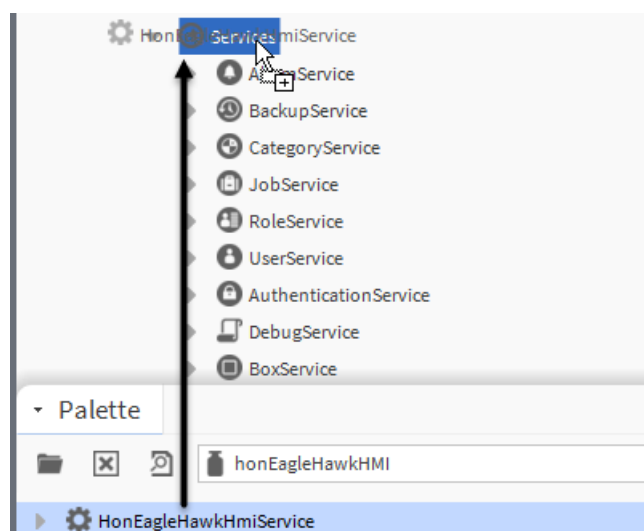 HonEagleHawkHmiService
Services
AlarmService
BackupService
CategoryService
JobService
RoleService
UserService
AuthenticationService
DebugService
BoxService
Palette
honEagleHawkHMI
HonEagleHawkHmiService